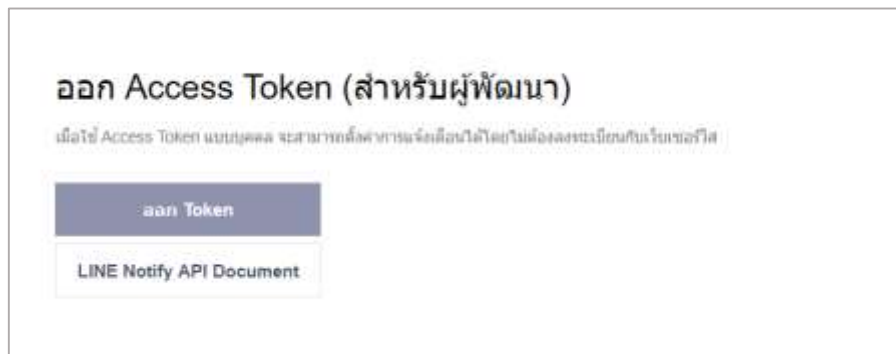 ออก Access Token (สำหรับผู้พัฒนา)
เมื่อใช้ Access Token แบบบุคคล จะสามารถตั้งค่าการแจ้งเตือนได้โดยไม่ต้องลงทะเบียนกับเว็บเซอร์วิส
ออก Token
LINE Notify API Document